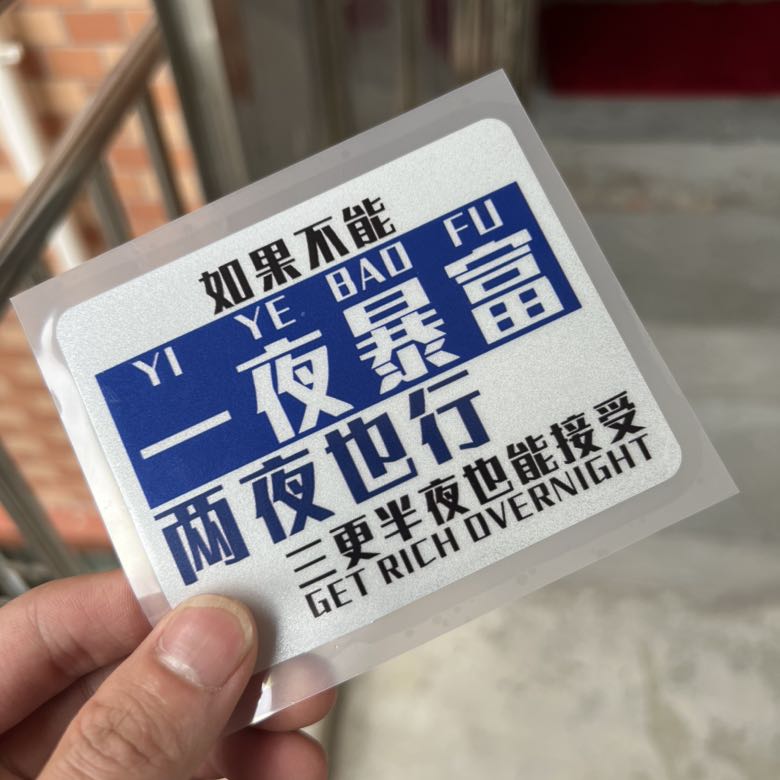 如果不能
YI YE BAO FU
一夜暴富
两夜也行
三更半夜也能接受
GET RICH OVERNIGHT